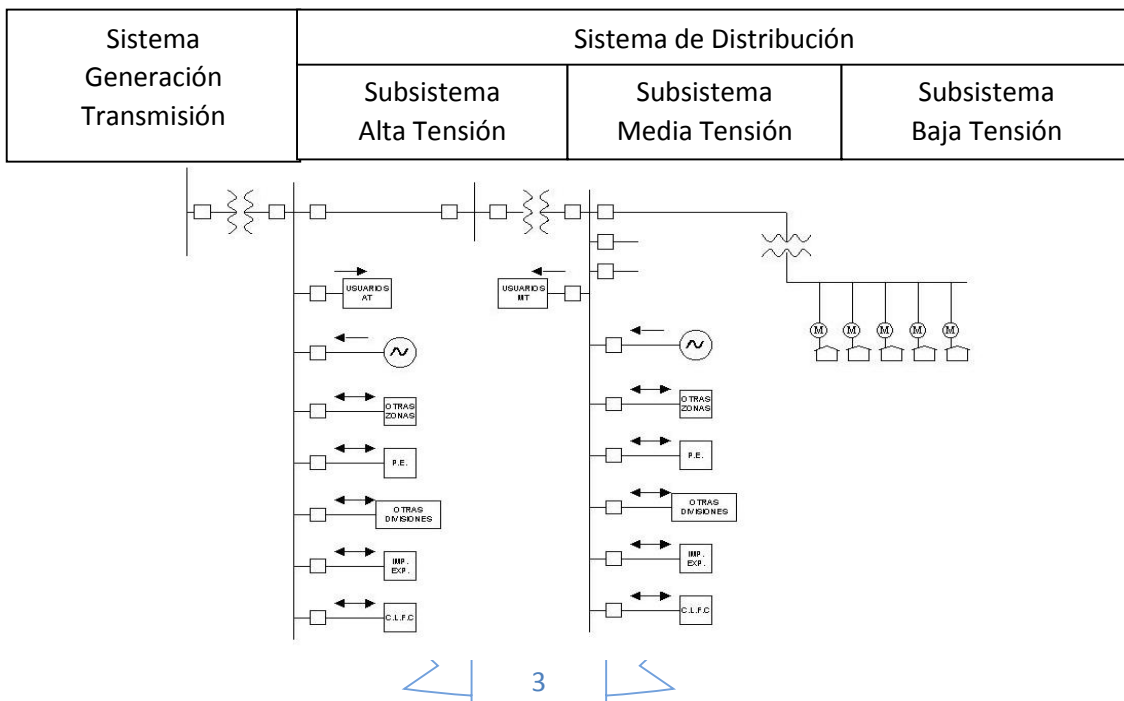 Sistema
Generación
Transmisión
Sistema de Distribución
Subsistema
Alta Tensión
Subsistema
Media Tensión
Subsistema
Baja Tensión
USUARIOS
AT
OTRAS
ZONAS
P.E.
OTRAS
DIVISIONES
IMP.
EXP.
C.L.F.C
USUARIOS
MT
OTRAS
ZONAS
P.E.
OTRAS
DIVISIONES
IMP.
EXP.
C.L.F.C
M
M
M
M
M
3